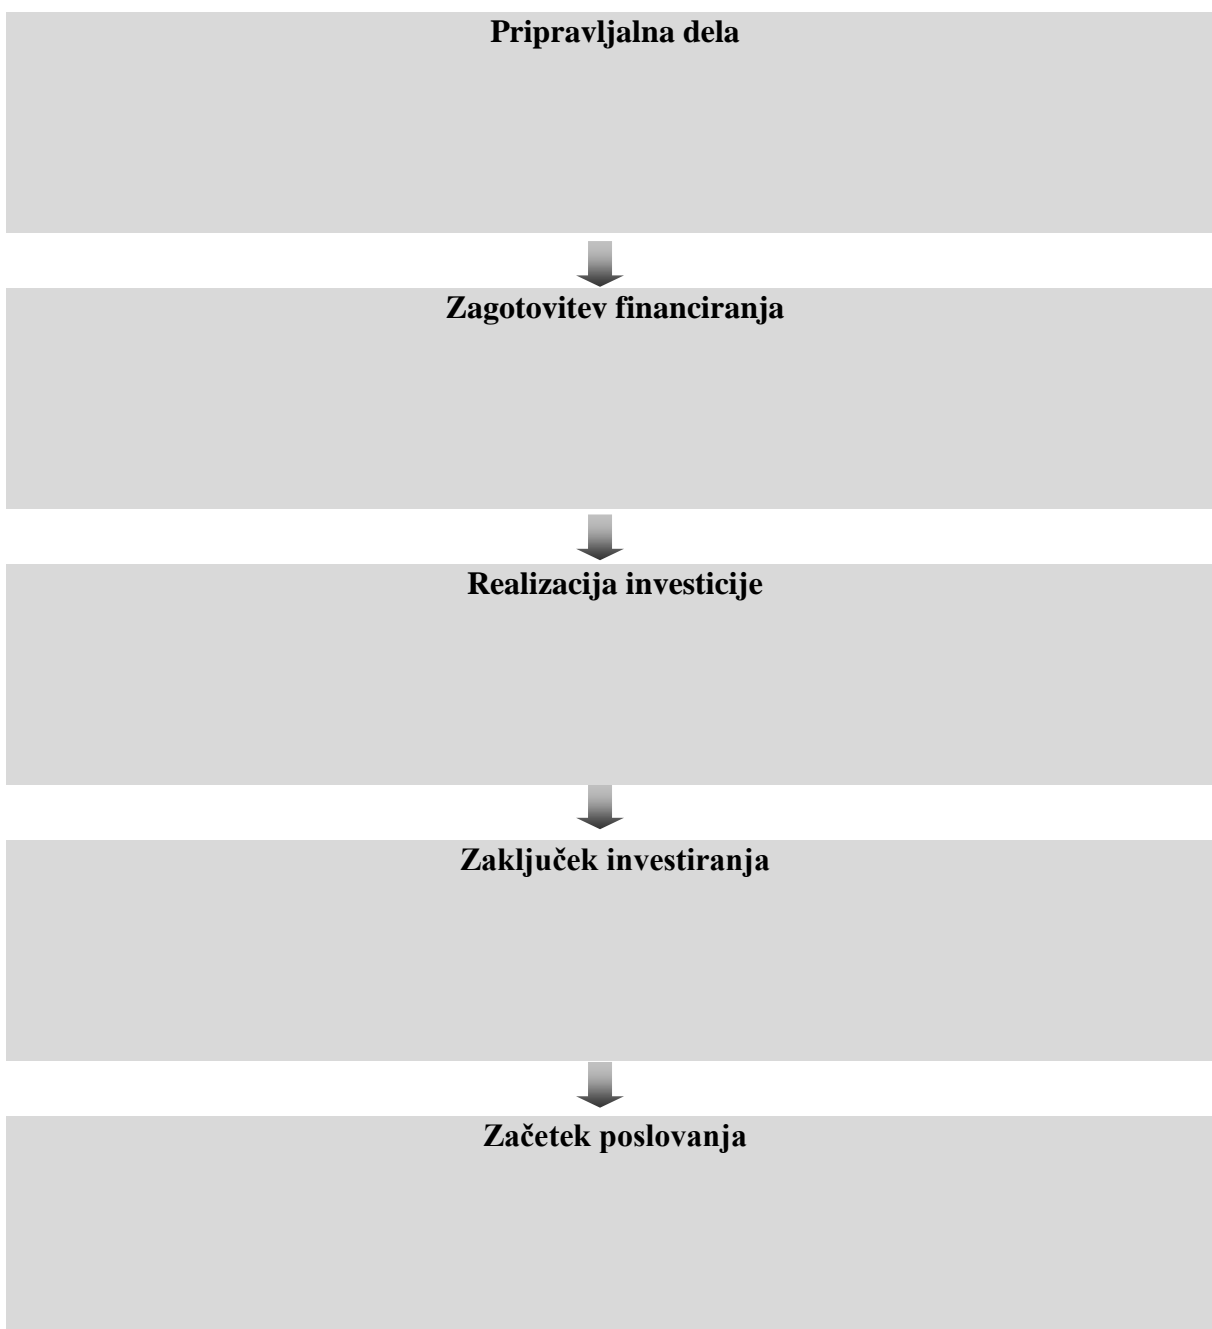 Pripravljalna dela
Zagotovitev financiranja
Realizacija investicije
Zaključek investiranja
Začetek poslovanja